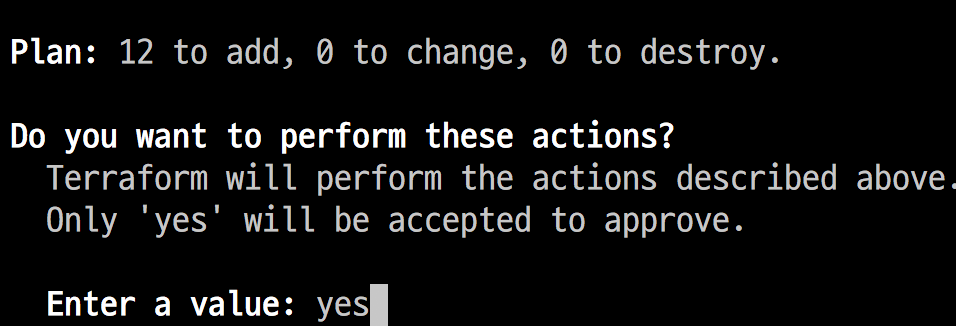 Plan: 12 to add, 0 to change, 0 to destroy.
Do you want to perform these actions?
Terraform will perform the actions described above.
Only 'yes' will be accepted to approve.
Enter a value: yes